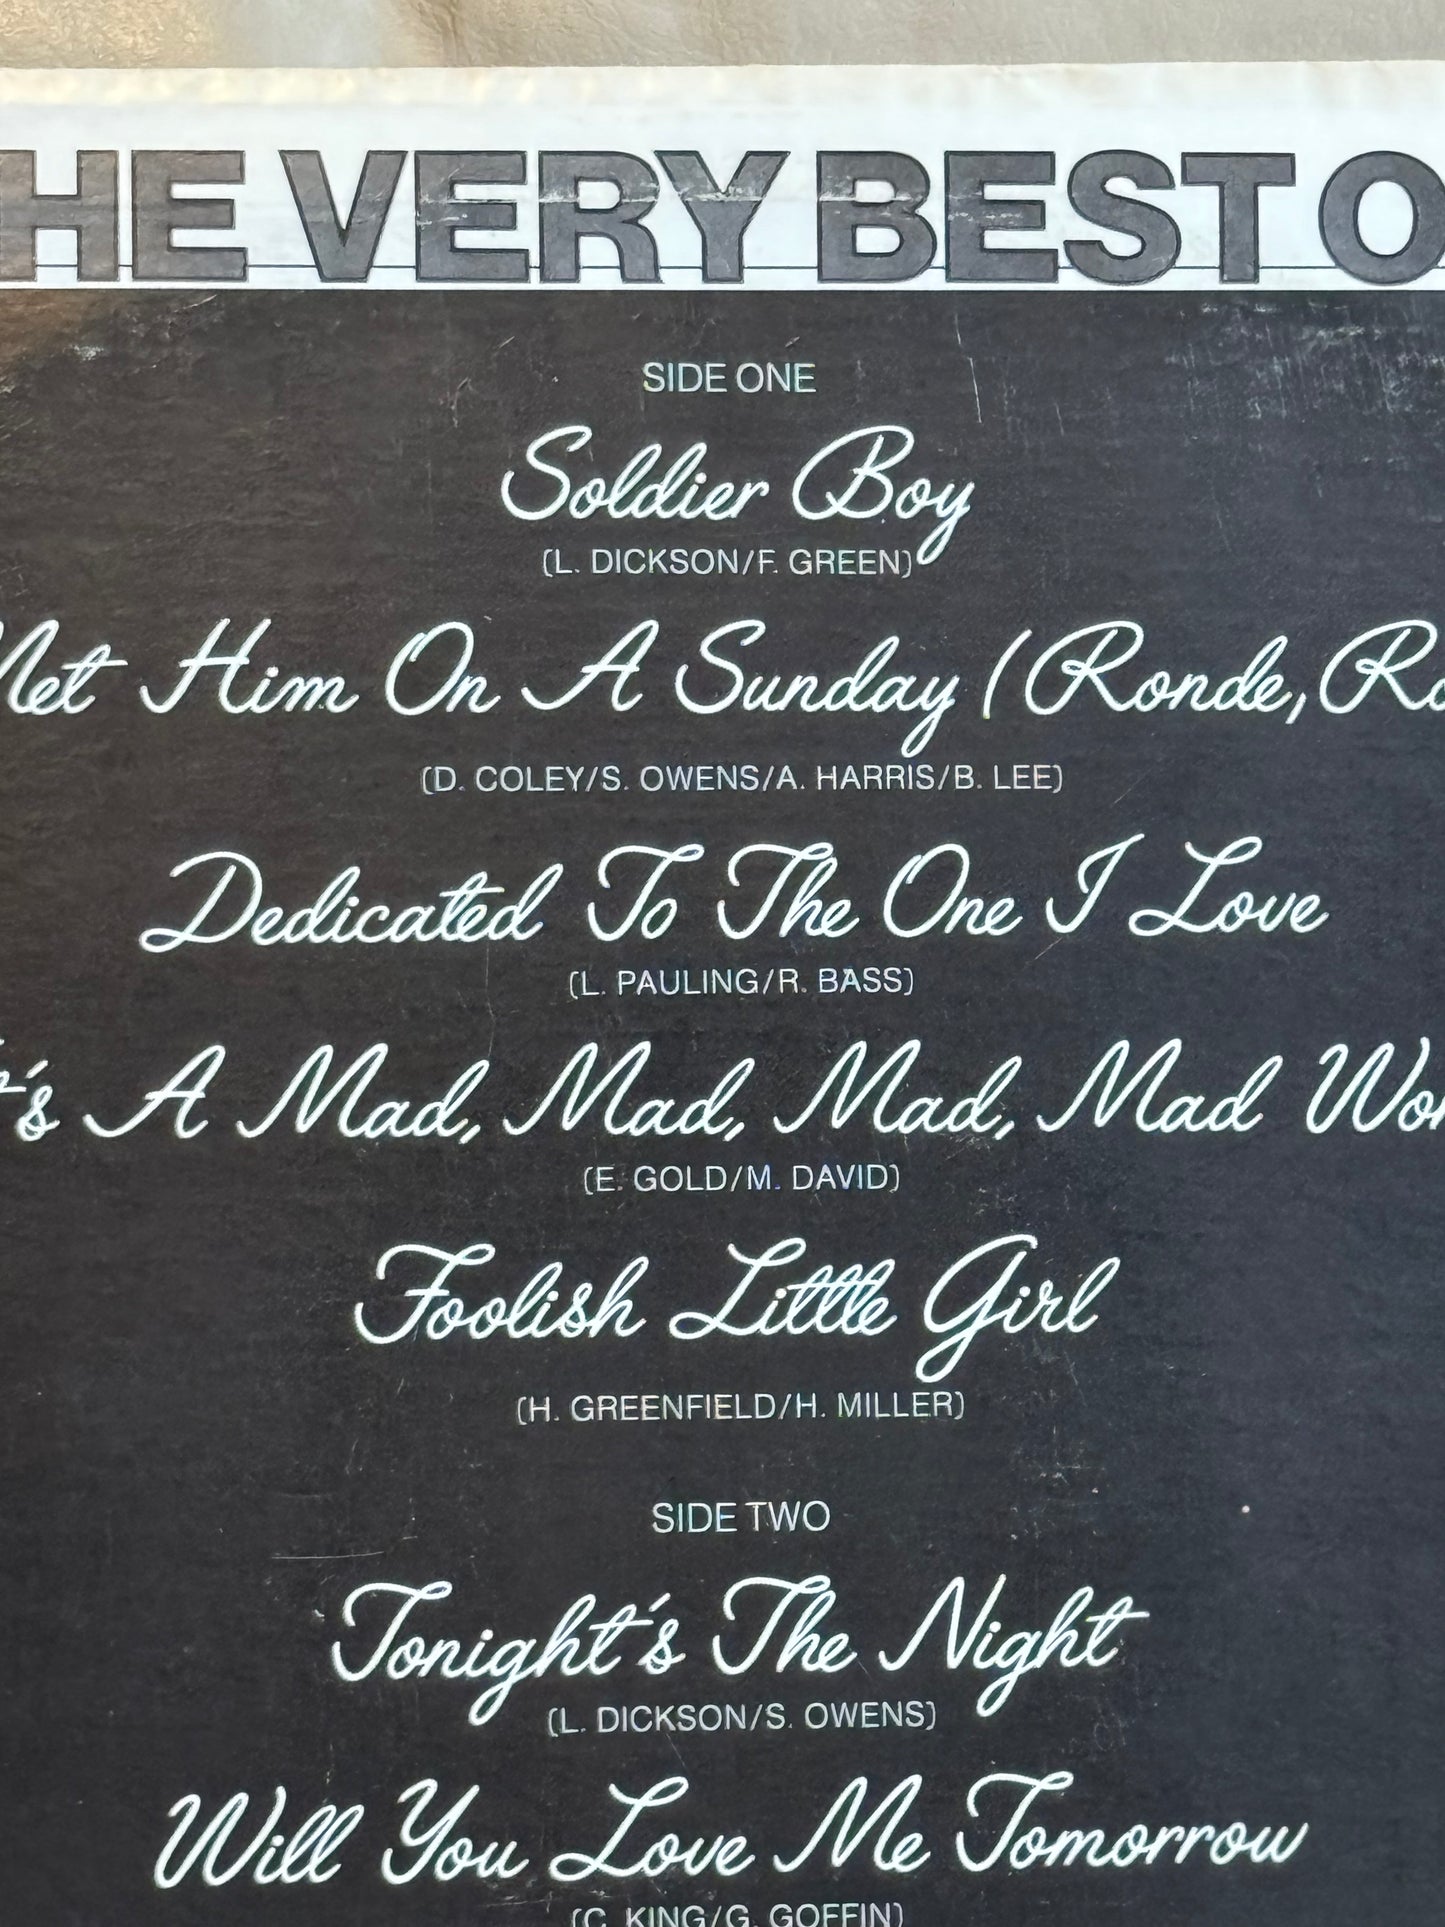 HE VERY BEST O
SIDE ONE
Soldier Boy
(L. DICKSON/F. GREEN)
Met Him On A Sunday (Ronde, Ro
(D. COLEY/S. OWENS/A. HARRIS/B. LEE)
Dedicated To The One I Love
(L. PAULING/R. BASS)
t's A Mad, Mad, Mad, Mad Wor
(E. GOLD/M. DAVID)
Foolish Little Girl
(H. GREENFIELD/H. MILLER)
SIDE TWO
Tonight's The Night
(L. DICKSON/S. OWENS)
Will You Love Me Tomorrow
(C. KING/G. GOFFIN)